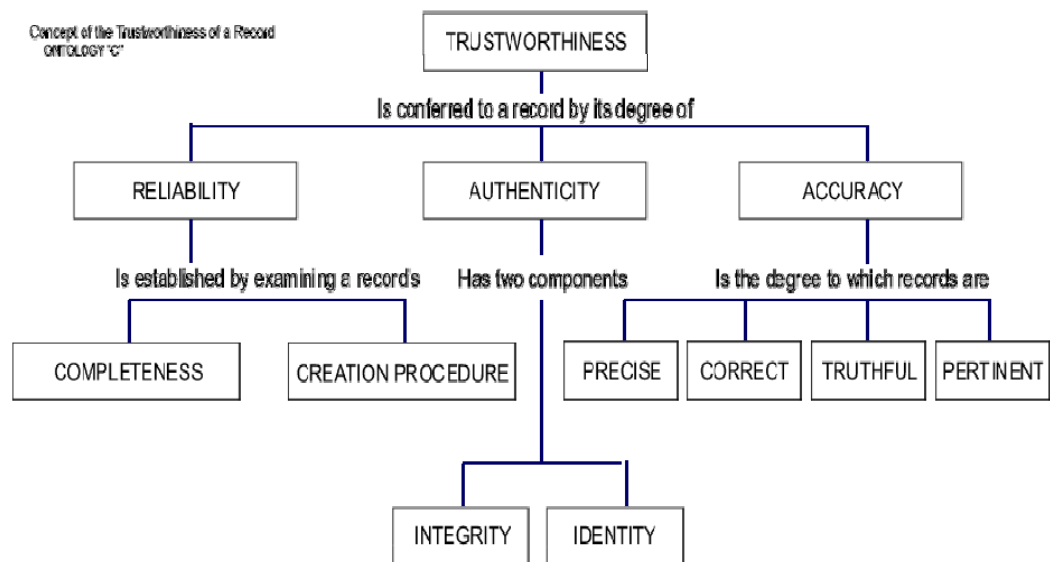 Concept of the Trustworthiness of a Record
ONTOLOGY "C"
TRUSTWORTHINESS
Is conferred to a record by its degree of
RELIABILITY
AUTHENTICITY
ACCURACY
Is established by examining a record's
Has two components
Is the degree to which records are
COMPLETENESS
CREATION PROCEDURE
PRECISE
CORRECT
TRUTHFUL
PERTINENT
INTEGRITY
IDENTITY